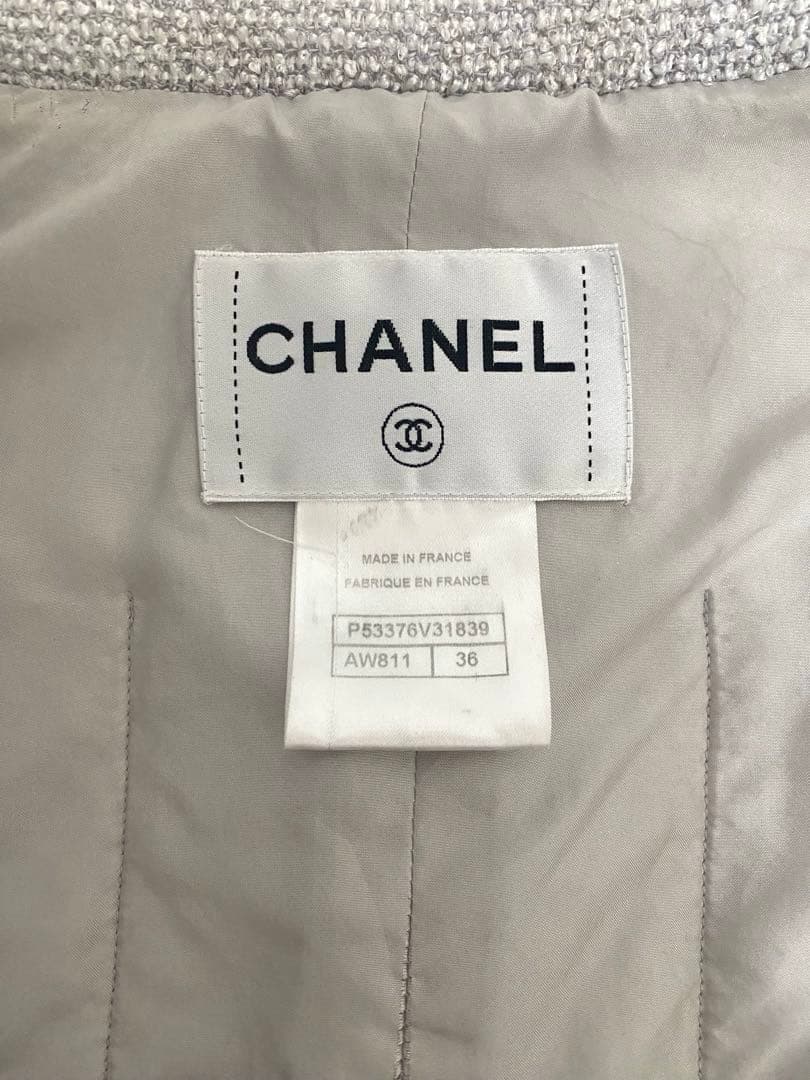 CHANEL
MADE IN FRANCE
FABRIQUE EN FRANCE
P53376V31839
AW811 36